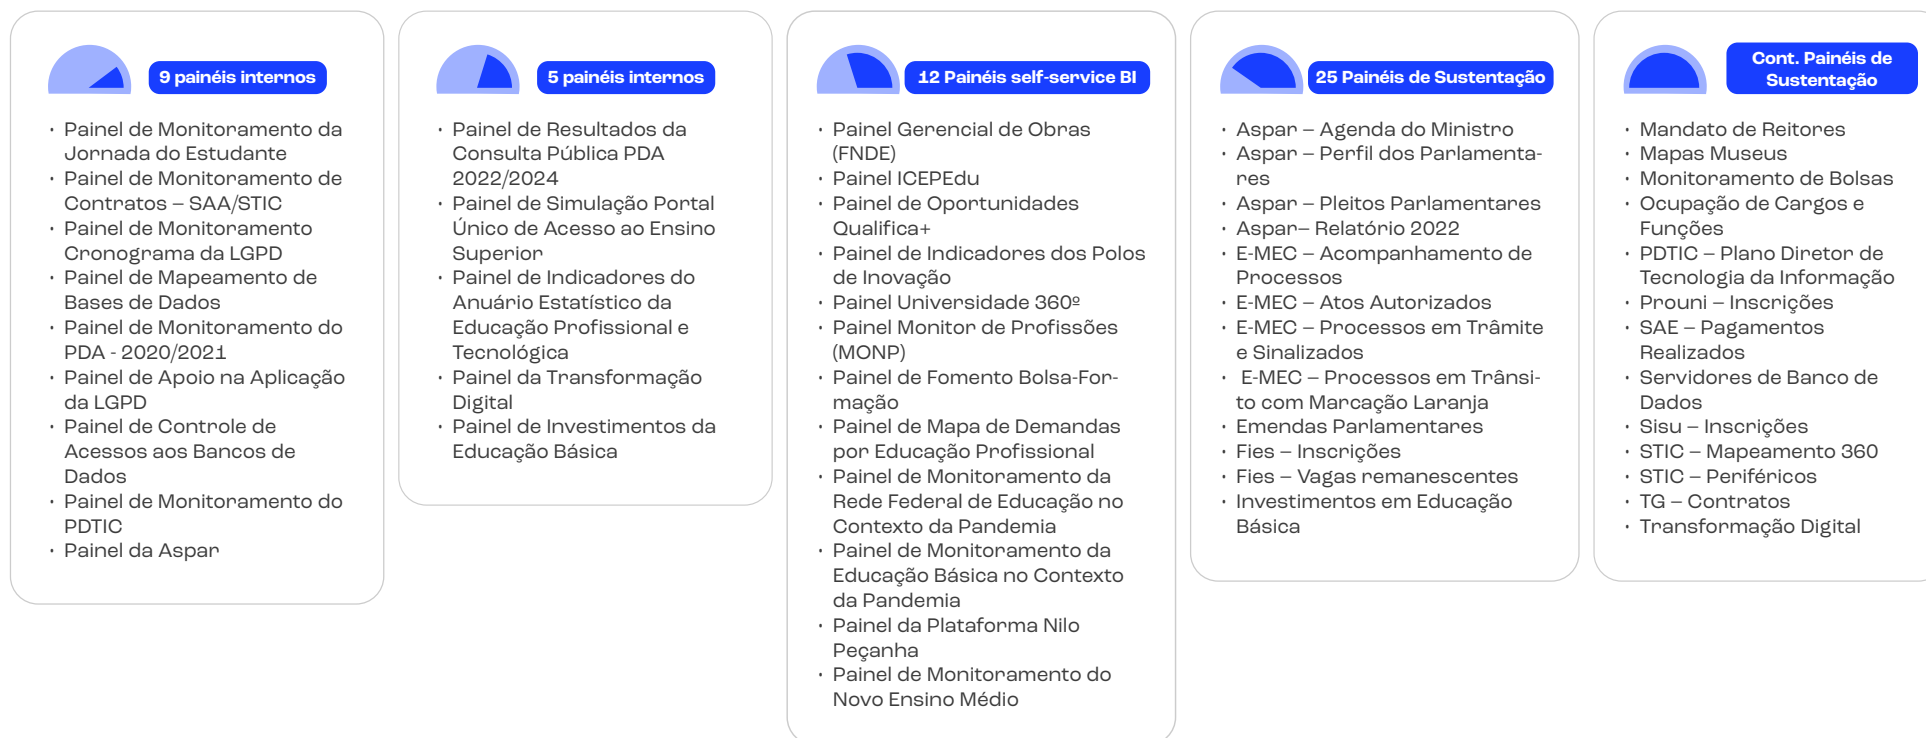 9 painéis internos
· Painel de Monitoramento da
Jornada do Estudante
· Painel de Monitoramento de
Contratos – SAA/STIC
· Painel de Monitoramento
Cronograma da LGPD
· Painel de Mapeamento de
Bases de Dados
· Painel de Monitoramento do
PDA - 2020/2021
· Painel de Apoio na Aplicação
da LGPD
· Painel de Controle de
Acessos aos Bancos de
Dados
· Painel de Monitoramento do
PDTIC
· Painel da Aspar
5 painéis internos
· Painel de Resultados da
Consulta Pública PDA
2022/2024
· Painel de Simulação Portal
Único de Acesso ao Ensino
Superior
· Painel de Indicadores do
Anuário Estatístico da
Educação Profissional e
Tecnológica
· Painel da Transformação
Digital
· Painel de Investimentos da
Educação Básica
12 Painéis self-service BI
· Painel Gerencial de Obras
(FNDE)
· Painel ICEPEdu
· Painel de Oportunidades
Qualifica+
· Painel de Indicadores dos Polos
de Inovação
· Painel Universidade 360º
· Painel Monitor de Profissões
(MONP)
· Painel de Fomento Bolsa-For-
mação
· Painel de Mapa de Demandas
por Educação Profissional
· Painel de Monitoramento da
Rede Federal de Educação no
Contexto da Pandemia
· Painel de Monitoramento da
Educação Básica no Contexto
da Pandemia
· Painel da Plataforma Nilo
Peçanha
· Painel de Monitoramento do
Novo Ensino Médio
25 Painéis de Sustentação
· Aspar – Agenda do Ministro
· Aspar – Perfil dos Parlamenta-
res
· Aspar – Pleitos Parlamentares
· Aspar– Relatório 2022
· E-MEC – Acompanhamento de
Processos
· E-MEC – Atos Autorizados
· E-MEC – Processos em Trâmite
e Sinalizados
· E-MEC – Processos em Trânsi-
to com Marcação Laranja
· Emendas Parlamentares
· Fies – Inscrições
· Fies – Vagas remanescentes
· Investimentos em Educação
Básica
Cont. Painéis de
Sustentação
· Mandato de Reitores
· Mapas Museus
· Monitoramento de Bolsas
· Ocupação de Cargos e
Funções
· PDTIC – Plano Diretor de
Tecnologia da Informação
· Prouni – Inscrições
· SAE – Pagamentos
Realizados
· Servidores de Banco de
Dados
· Sisu – Inscrições
· STIC – Mapeamento 360
· STIC – Periféricos
· TG – Contratos
· Transformação Digital